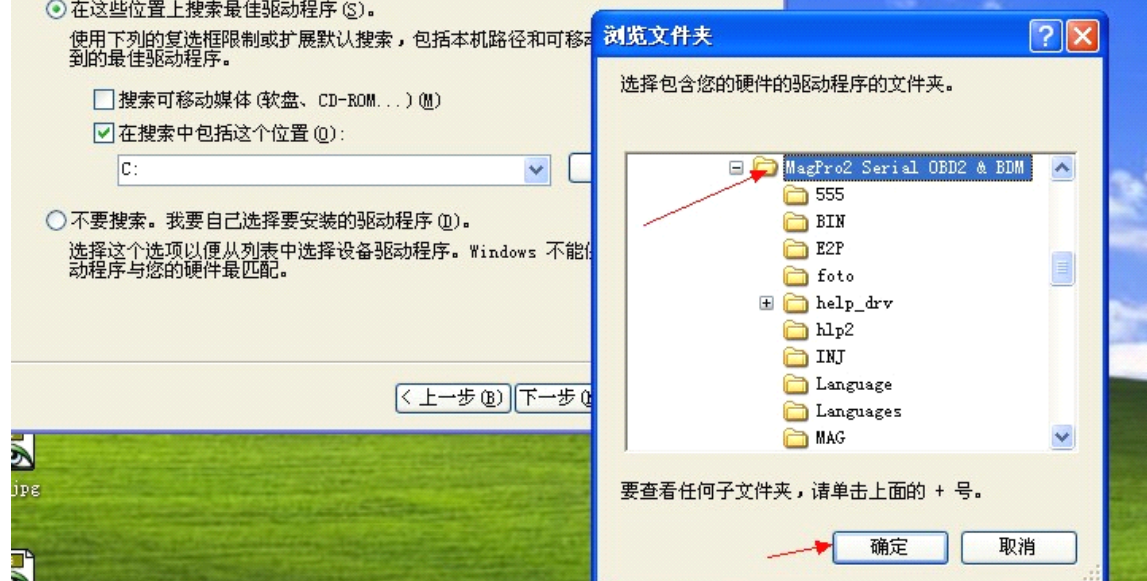 在这些位置上搜索最佳驱动程序(S)。
使用下列的复选框限制或扩展默认搜索，包括本机路径和可移
到的最佳驱动程序。
搜索可移动媒体(软盘、CD-ROM...)(M)
在搜索中包括这个位置(O):
C:
不要搜索。我要自己选择要安装的驱动程序(D)。
选择这个选项以便从列表中选择设备驱动程序。Windows 不能
动程序与您的硬件最匹配。
< 上一步(B)
下一步
jpg
浏览文件夹
选择包含您的硬件的驱动程序的文件夹。
MagPro2 Serial OBD2 & BDM
555
BIN
E2P
foto
help_drv
hlp2
INJ
Language
Languages
MAG
要查看任何子文件夹，请单击上面的 + 号。
确定
取消